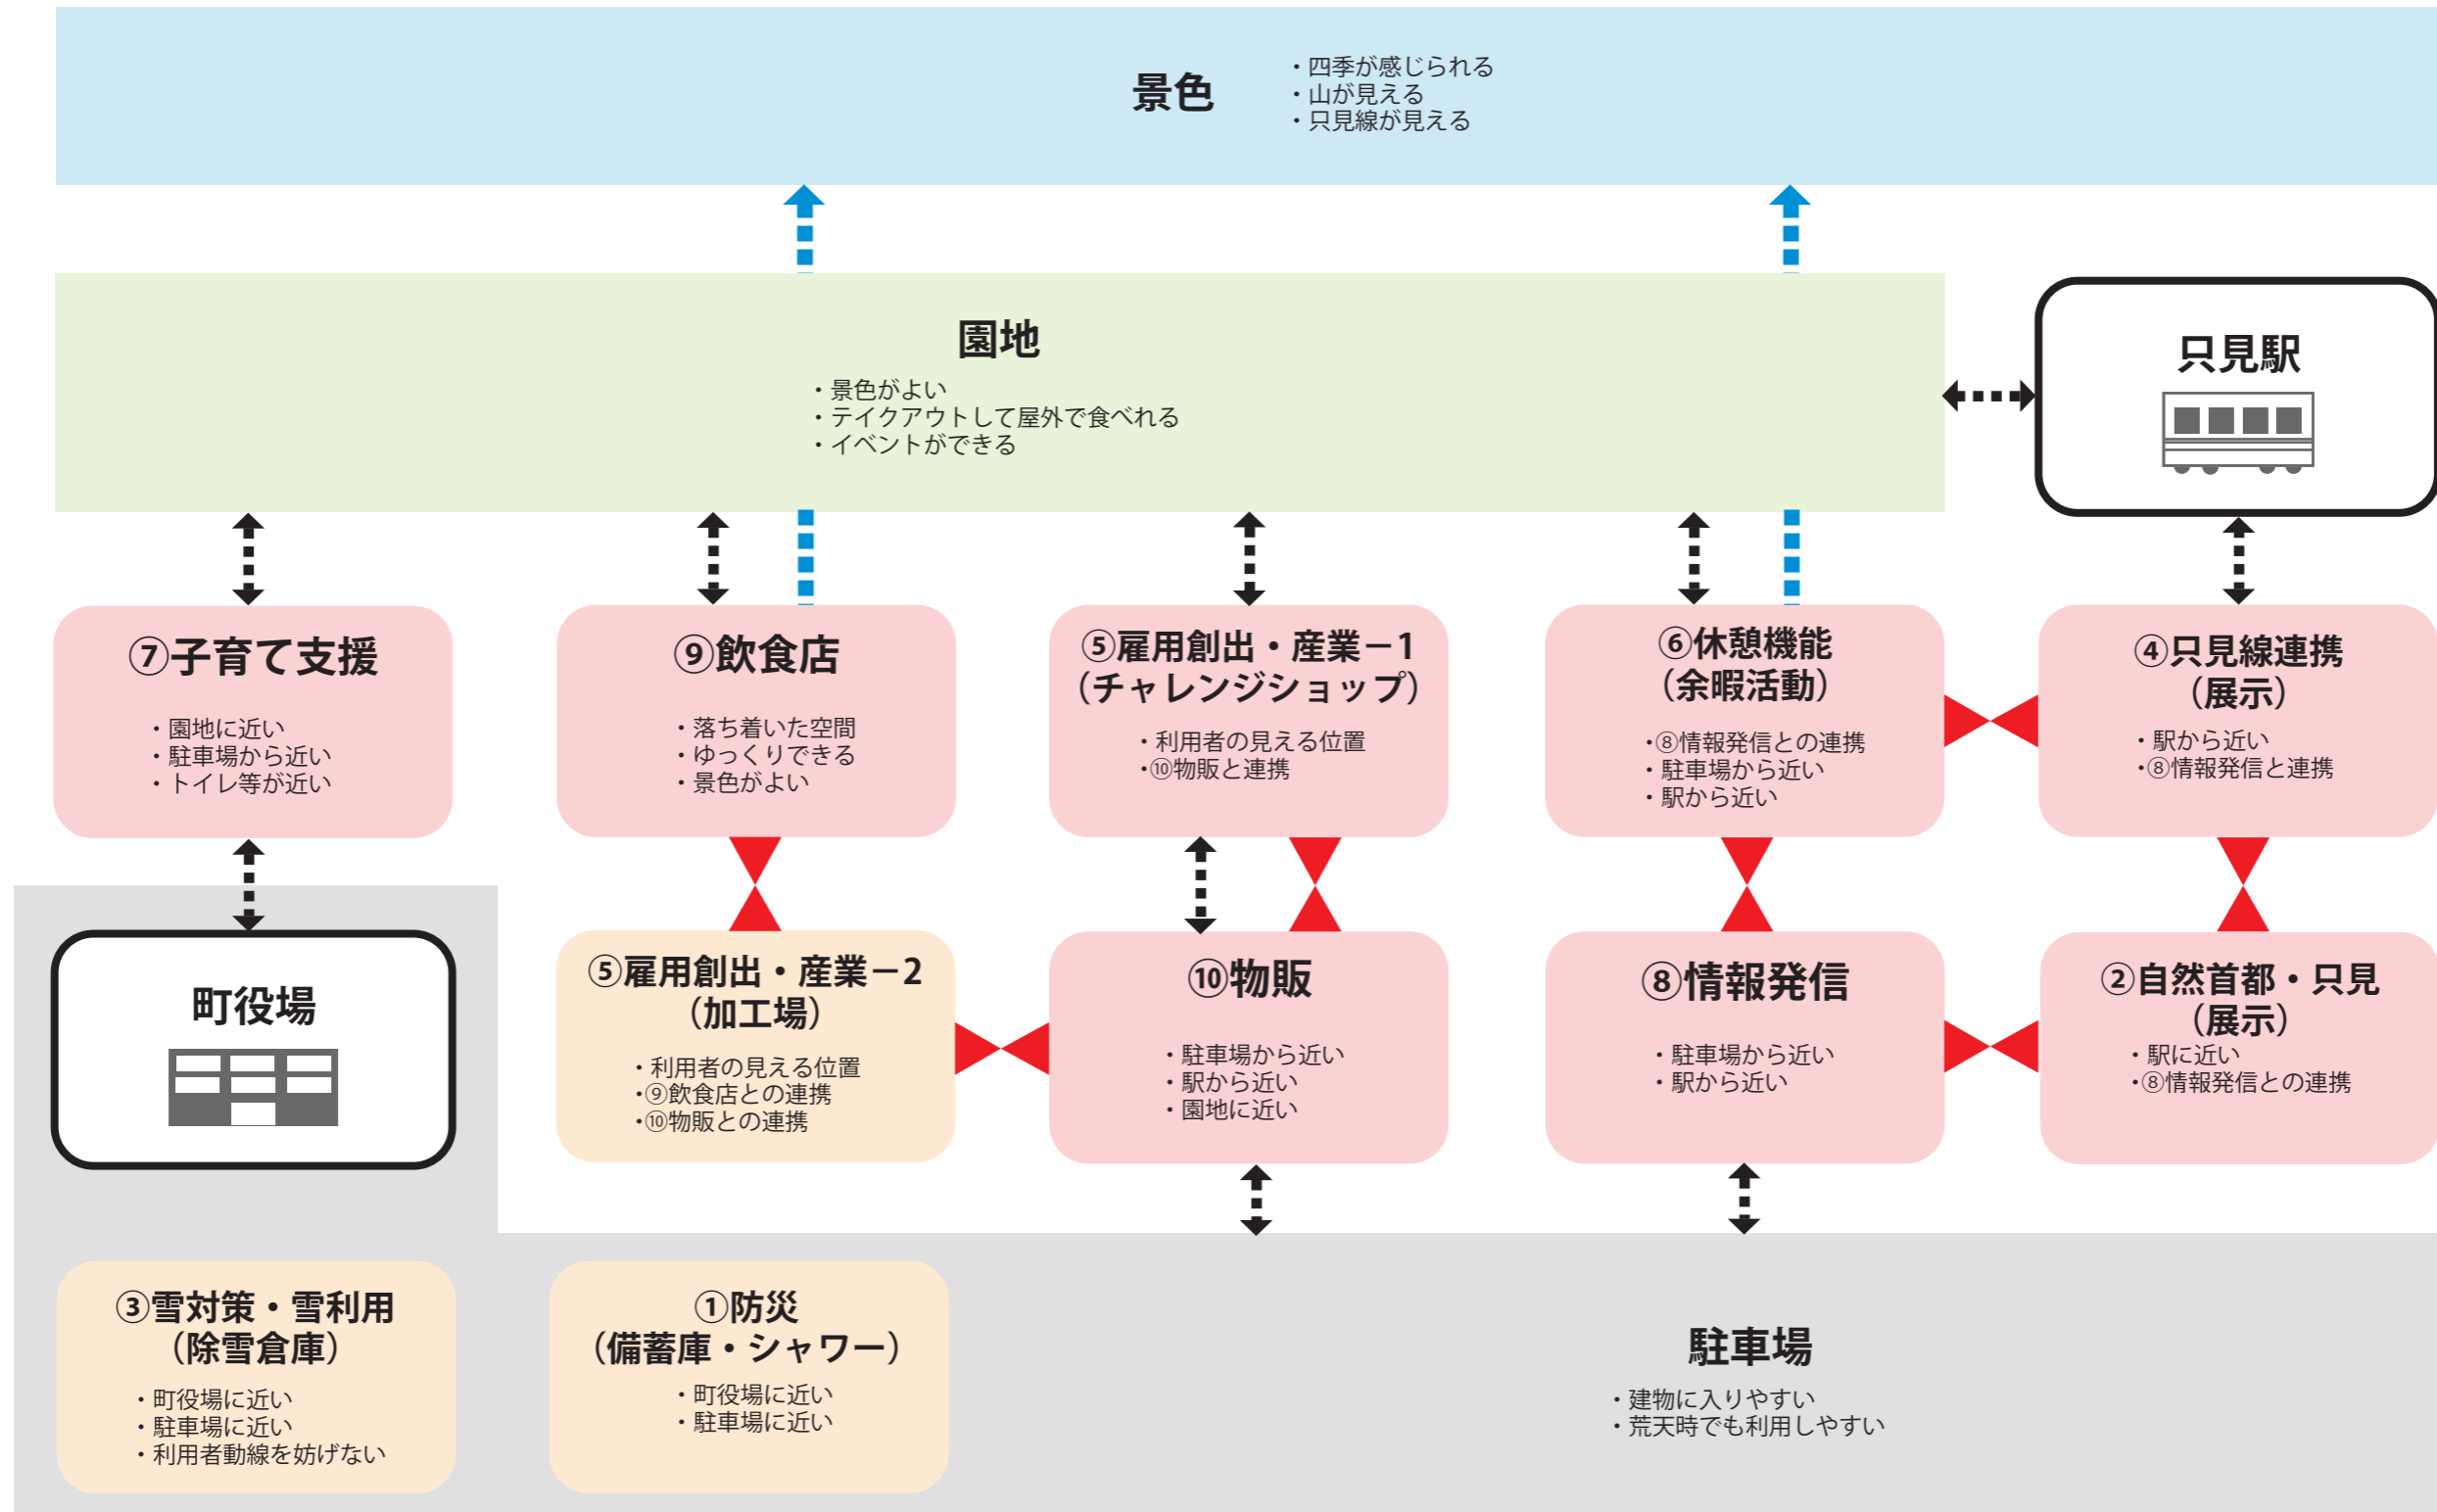 景色
・四季が感じられる
・山が見える
・只見線が見える
園地
・景色がよい
・テイクアウトして屋外で食べれる
・イベントができる
只見駅
⑦子育て支援
・園地に近い
・駐車場から近い
・トイレ等が近い
⑨飲食店
・落ち着いた空間
・ゆっくりできる
・景色がよい
⑤雇用創出・産業－1
（チャレンジショップ）
・利用者の見える位置
・⑩物販と連携
⑥休憩機能
（余暇活動）
・⑧情報発信との連携
・駐車場から近い
・駅から近い
④只見線連携
（展示）
・駅から近い
・⑧情報発信と連携
町役場
⑤雇用創出・産業－2
（加工場）
・利用者の見える位置
・⑨飲食店との連携
・⑩物販との連携
⑩物販
・駐車場から近い
・駅から近い
・園地に近い
⑧情報発信
・駐車場から近い
・駅から近い
②自然首都・只見
（展示）
・駅に近い
・⑧情報発信との連携
③雪対策・雪利用
（除雪倉庫）
・町役場に近い
・駐車場に近い
・利用者動線を妨げない
①防災
（備蓄庫・シャワー）
・町役場に近い
・駐車場に近い
駐車場
・建物に入りやすい
・荒天時でも利用しやすい